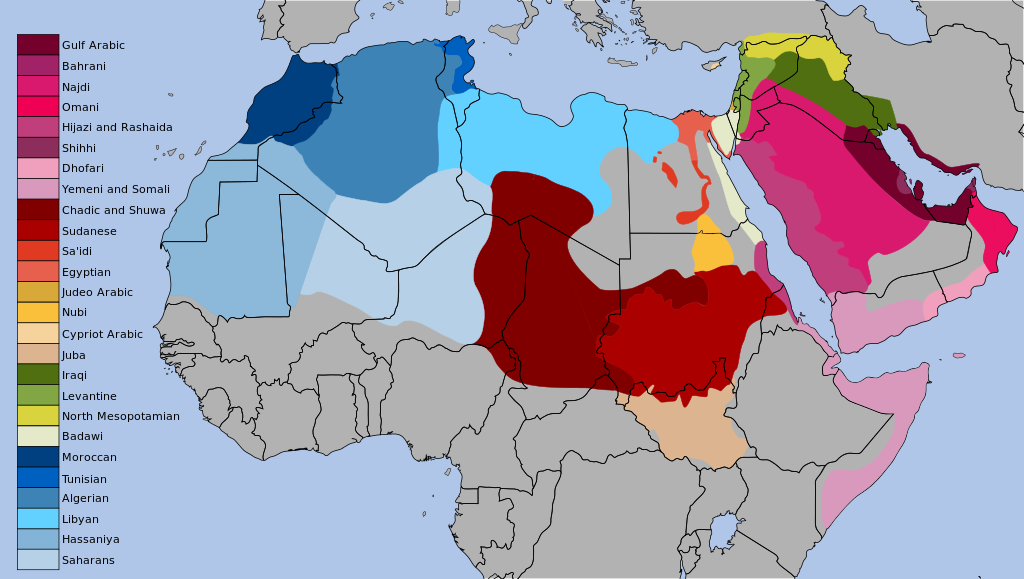 Gulf Arabic
Bahrani
Najdi
Omani
Hijazi and Rashaida
Shihhi
Dhofari
Yemeni and Somali
Chadic and Shuwa
Sudanese
Sa'idi
Egyptian
Judeo Arabic
Nubi
Cypriot Arabic
Juba
Iraqi
Levantine
North Mesopotamian
Badawi
Moroccan
Tunisian
Algerian
Libyan
Hassaniya
Saharans